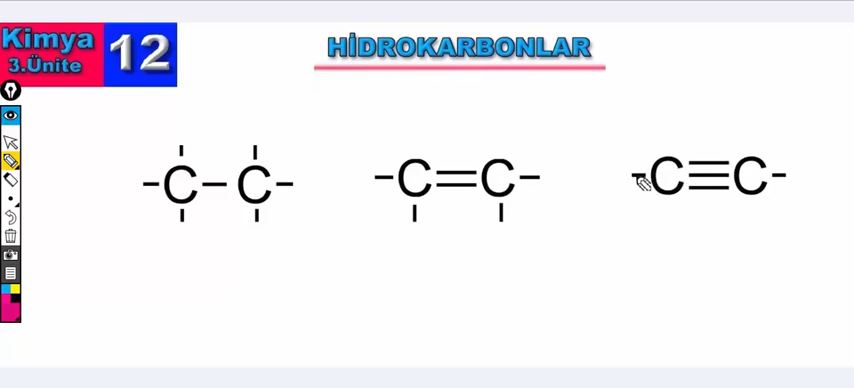 Kimya
3.Ünite
12
HİDROKARBONLAR
-C-C-
-C=C-
-C≡C-